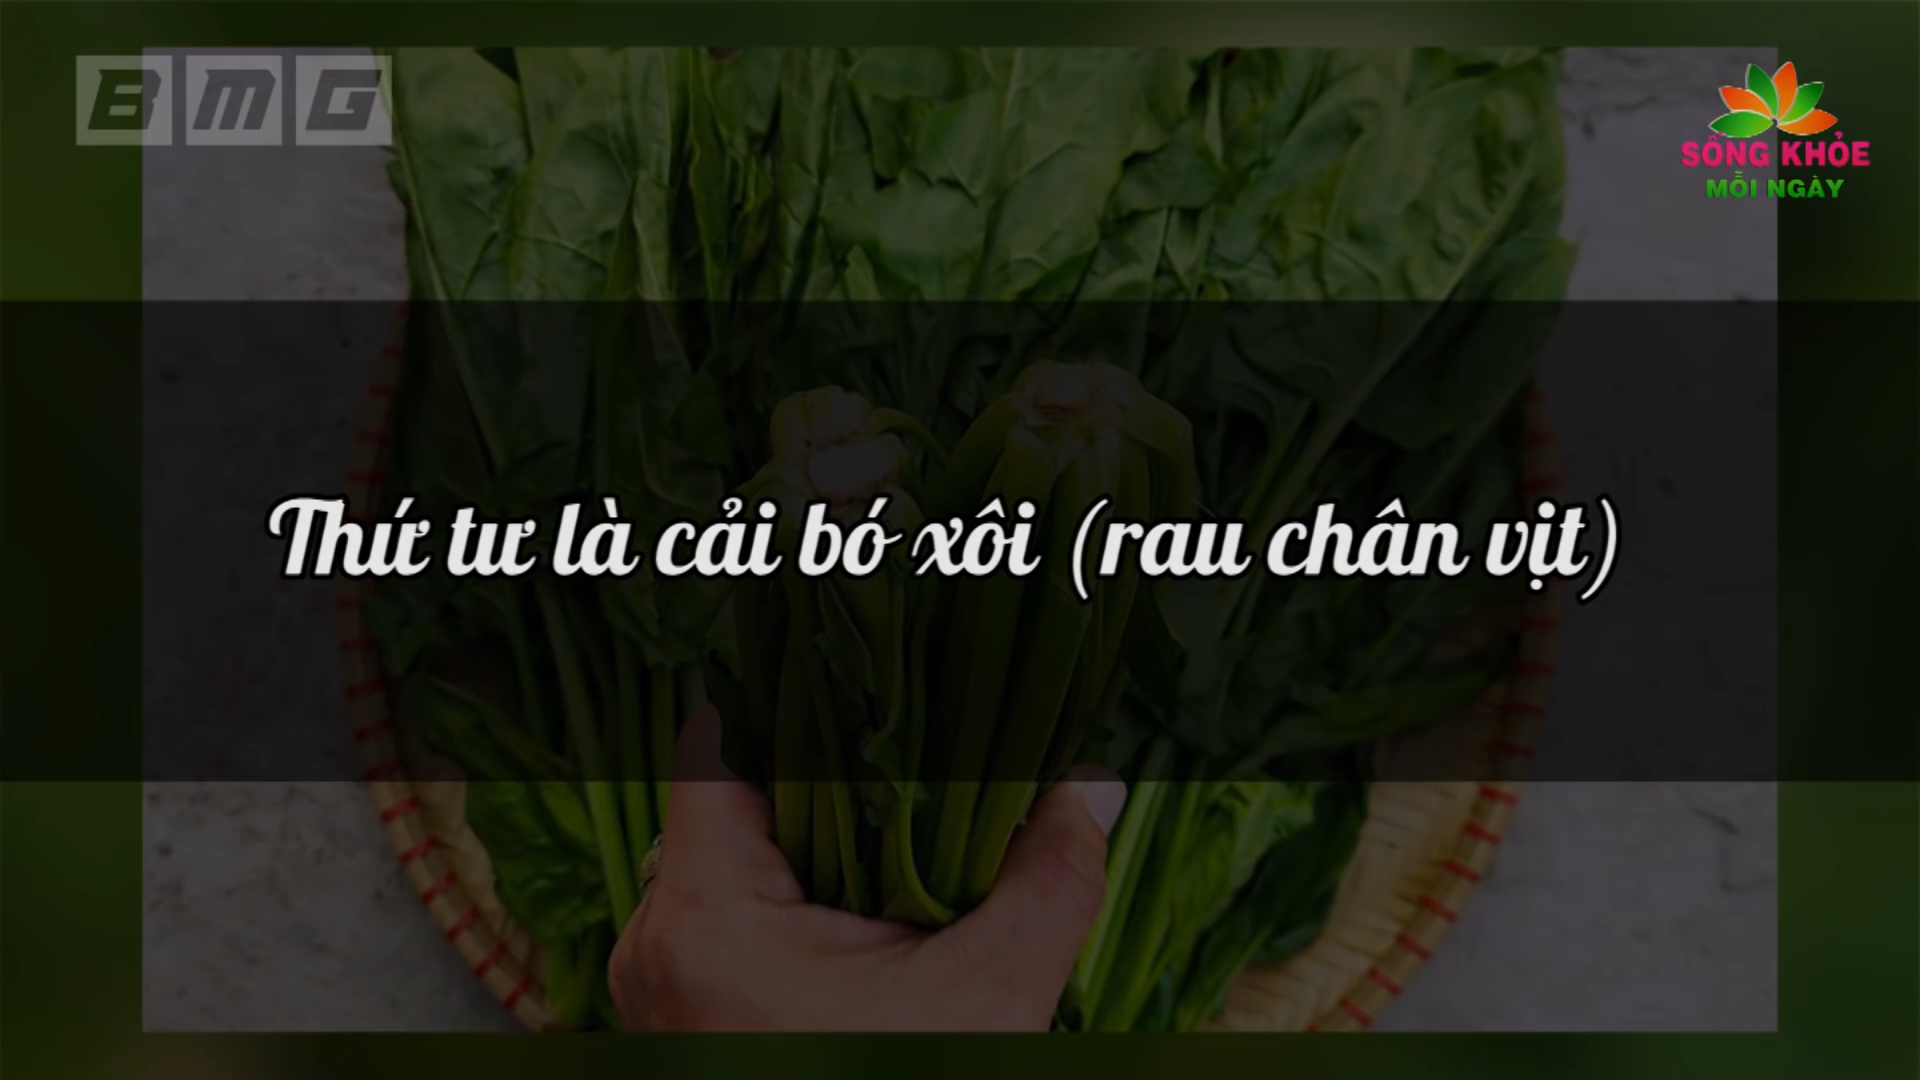 BMG
SỐNG KHỎE
MỖI NGÀY
Thứ tư là cải bó xôi (rau chân vịt)